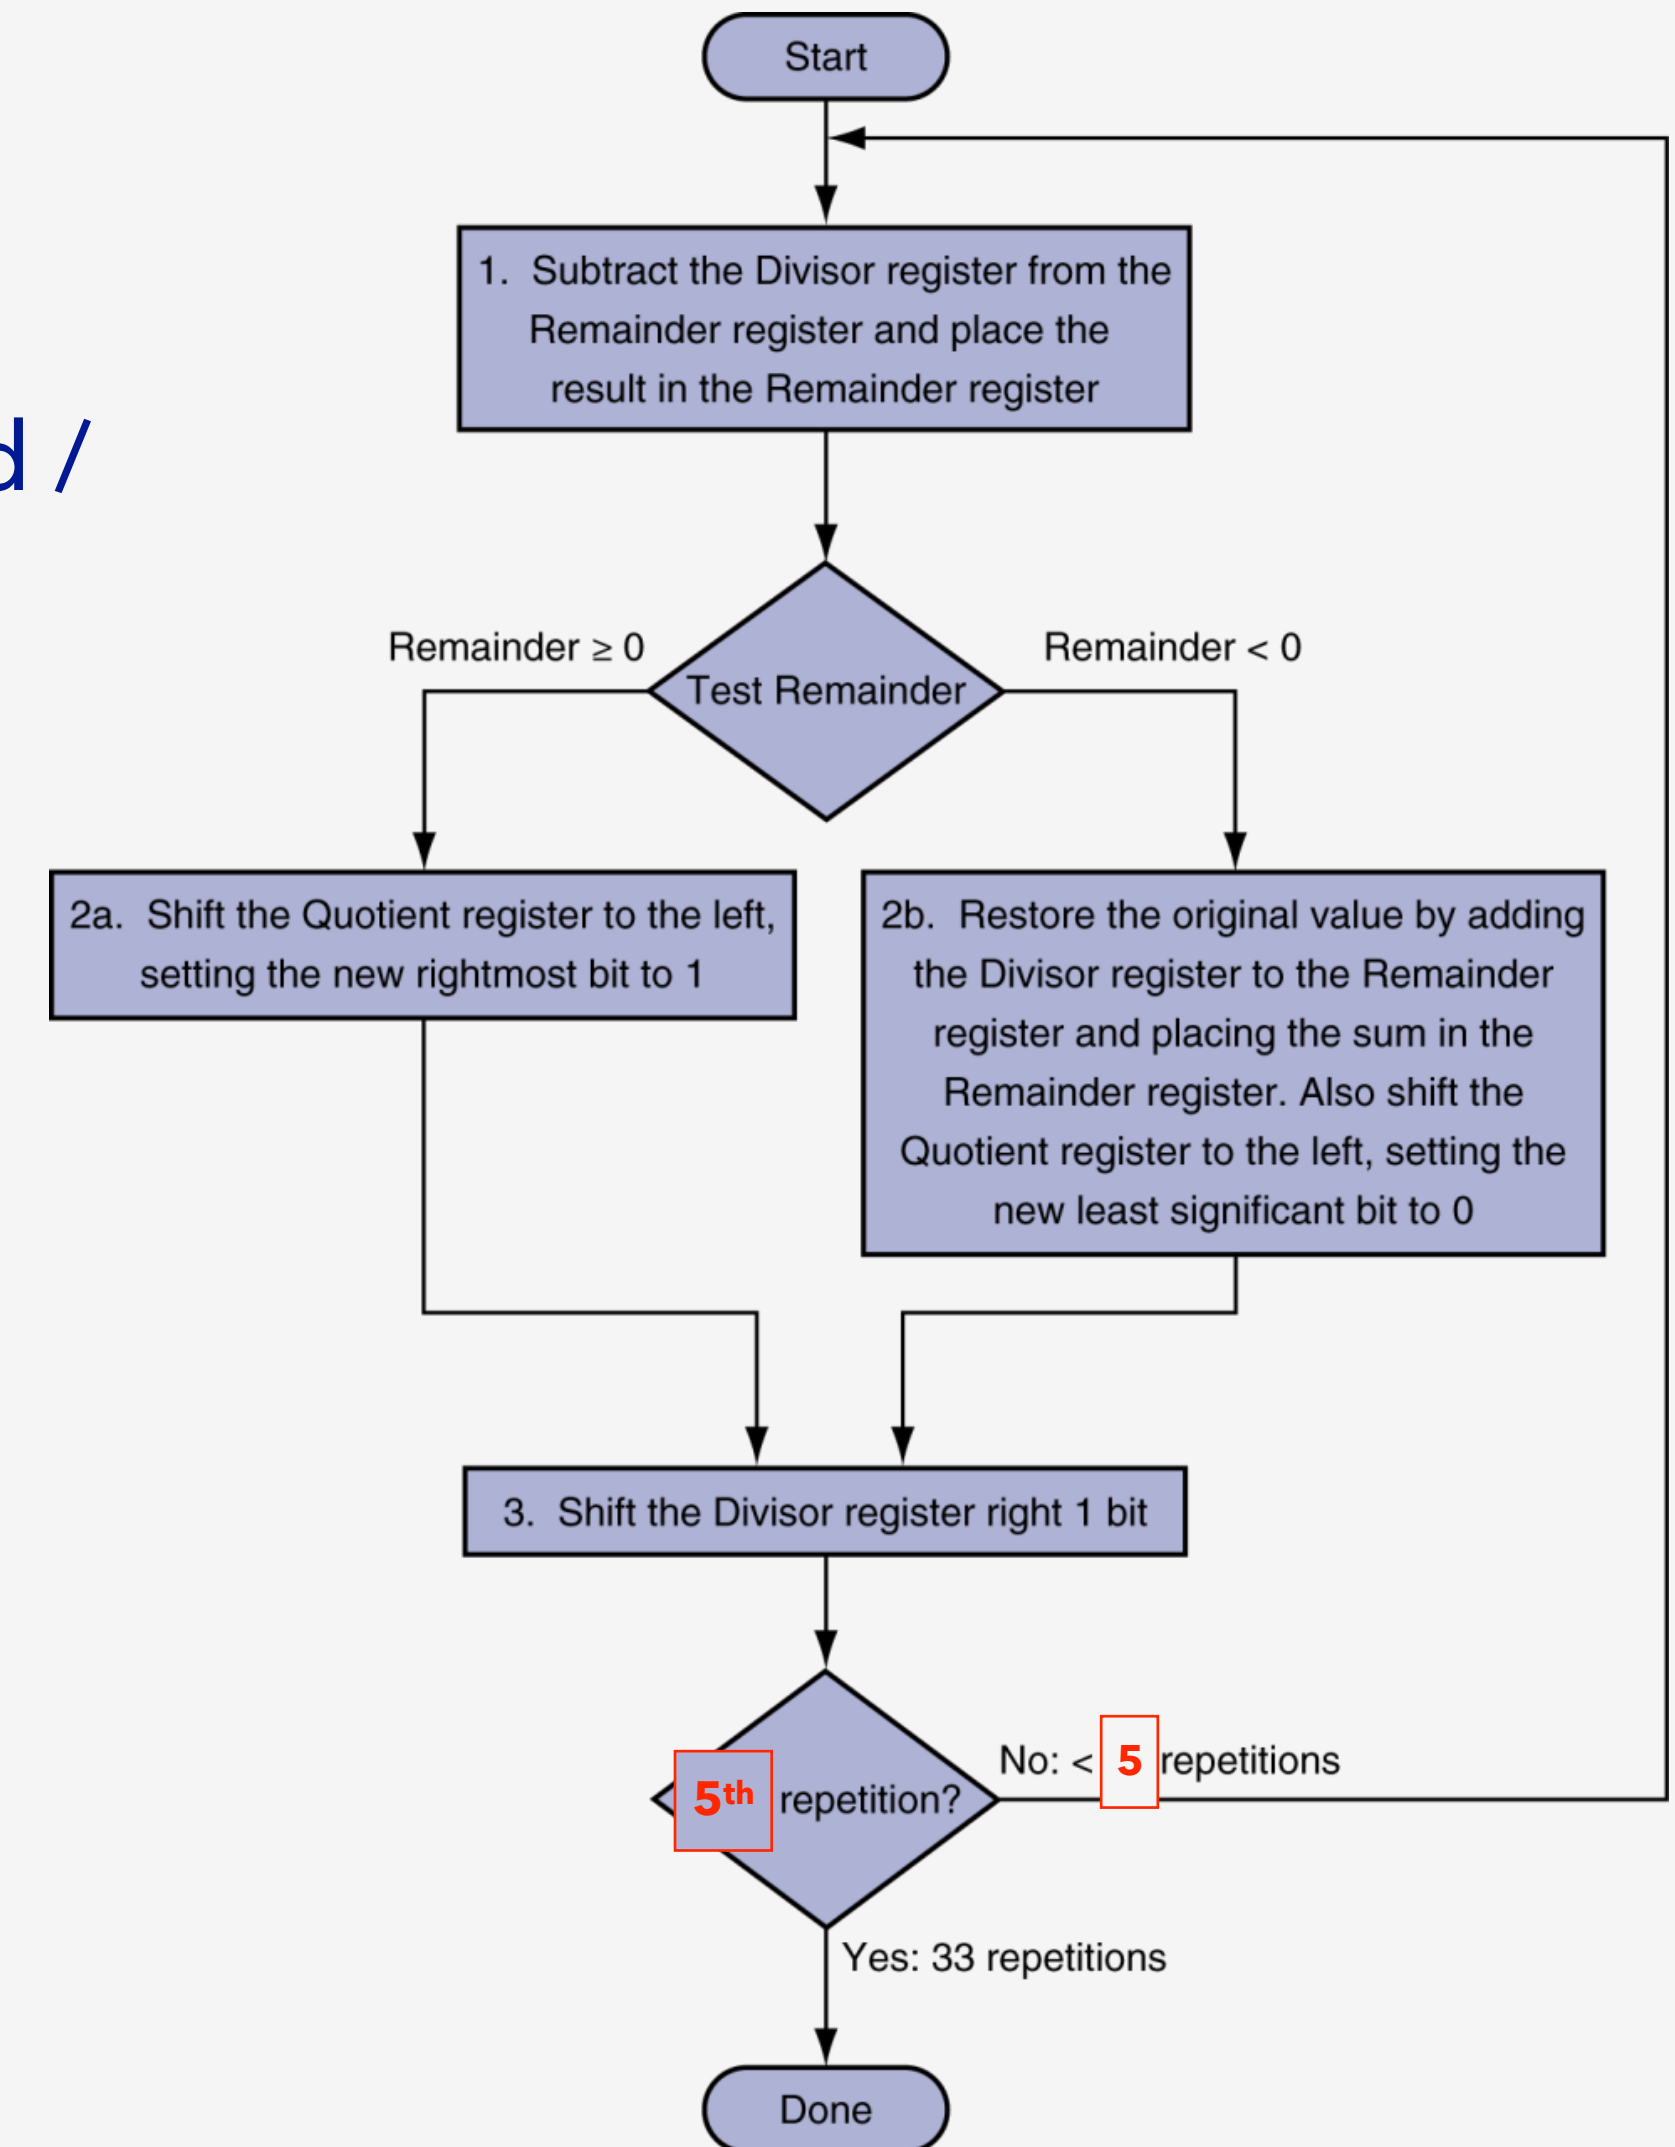 Start
1. Subtract the Divisor register from the
Remainder register and place the
result in the Remainder register
d /
Remainder ≥ 0
Remainder < 0
Test Remainder
2a. Shift the Quotient register to the left,
setting the new rightmost bit to 1
2b. Restore the original value by adding
the Divisor register to the Remainder
register and placing the sum in the
Remainder register. Also shift the
Quotient register to the left, setting the
new least significant bit to 0
3. Shift the Divisor register right 1 bit
No: < 5 repetitions
5th repetition?
Yes: 33 repetitions
Done